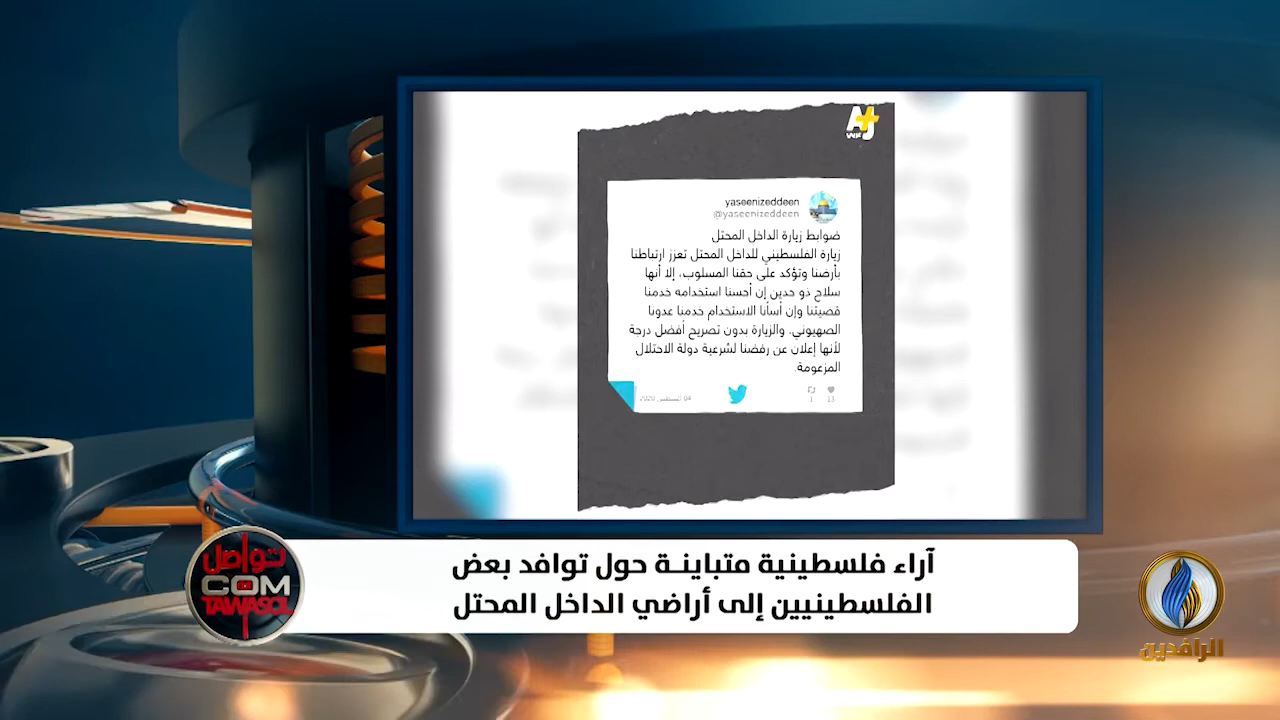 yaseenizeddeen
@yaseenizeddeen
ضوابط زيارة الداخل المحتل
زيارة الفلسطيني للداخل المحتل تعزز ارتباطنا
بأرضنا وتؤكد على حقنا المسلوب، إلا أنها
سلاح ذو حدين إن أحسنا استخدامه خدمنا
قضيتنا وإن أسأنا الاستخدام خدمنا عدونا
الصهيوني. والزيارة بدون تصريح أفضل درجة
لأنها إعلان عن رفضنا لشرعية دولة الاحتلال
المزعومة.
04 أغسطس 2020
1
13
آراء فلسطينية متباينـة حول توافد بعض
الفلسطينيين إلى أراضي الداخل المحتل
تواصل
COM
TAWASOL
الرافدين